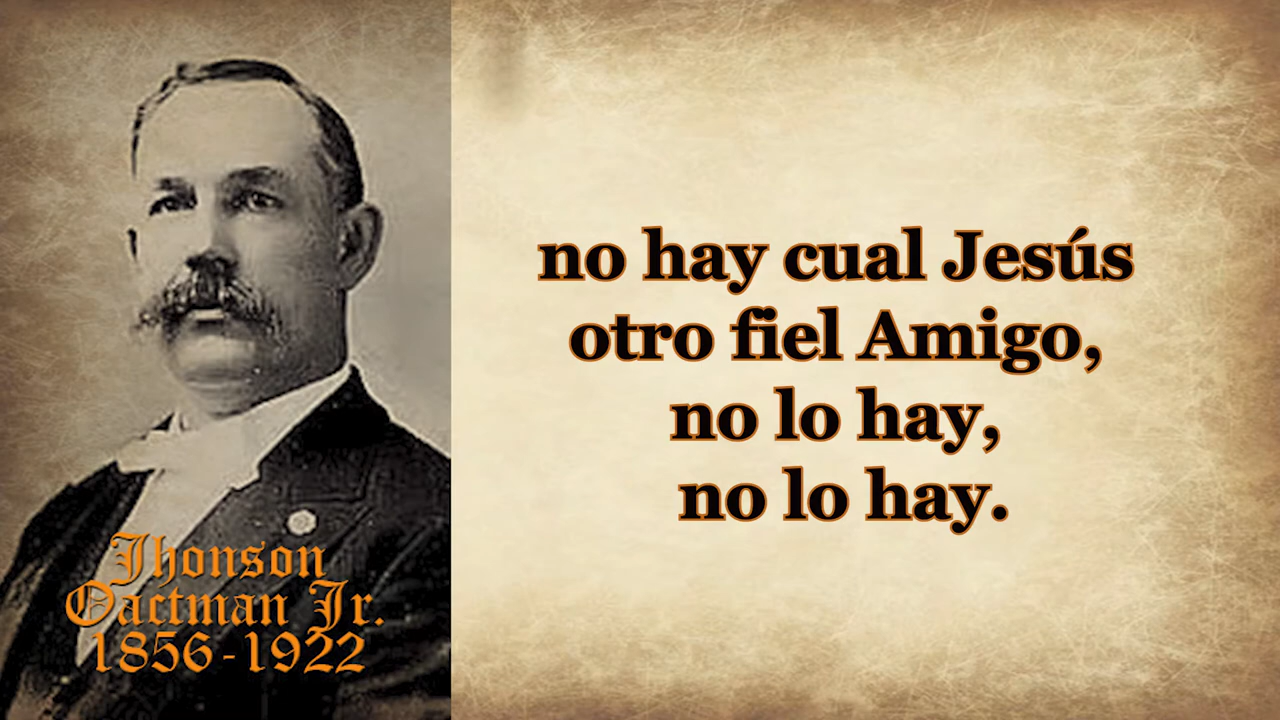 no hay cual Jesús
otro fiel Amigo,
no lo hay,
no lo hay.
Jhonson
Oactman Jr.
1856-1922